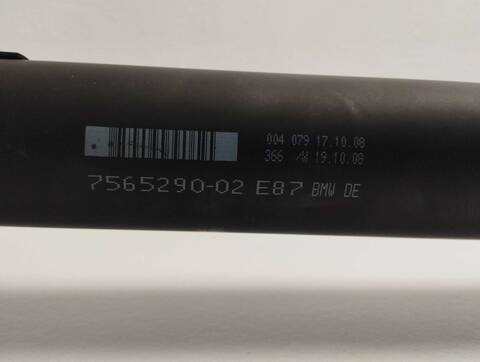 004 079 17.10.08
366 /W 19.10.08
7565290-02 E87 BMW DE